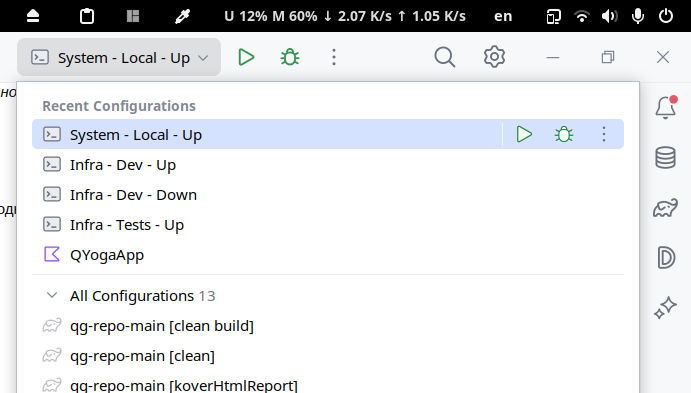 U 12% M 60% ↓ 2.07 K/s ↑ 1.05 K/s en
System - Local - Up
но
Recent Configurations
System - Local - Up
Infra - Dev - Up
Infra - Dev - Down
Infra - Tests - Up
QYogaApp
All Configurations 13
qg-repo-main [clean build]
qg-repo-main [clean]
qg-repo-main [koverHtmlReport]